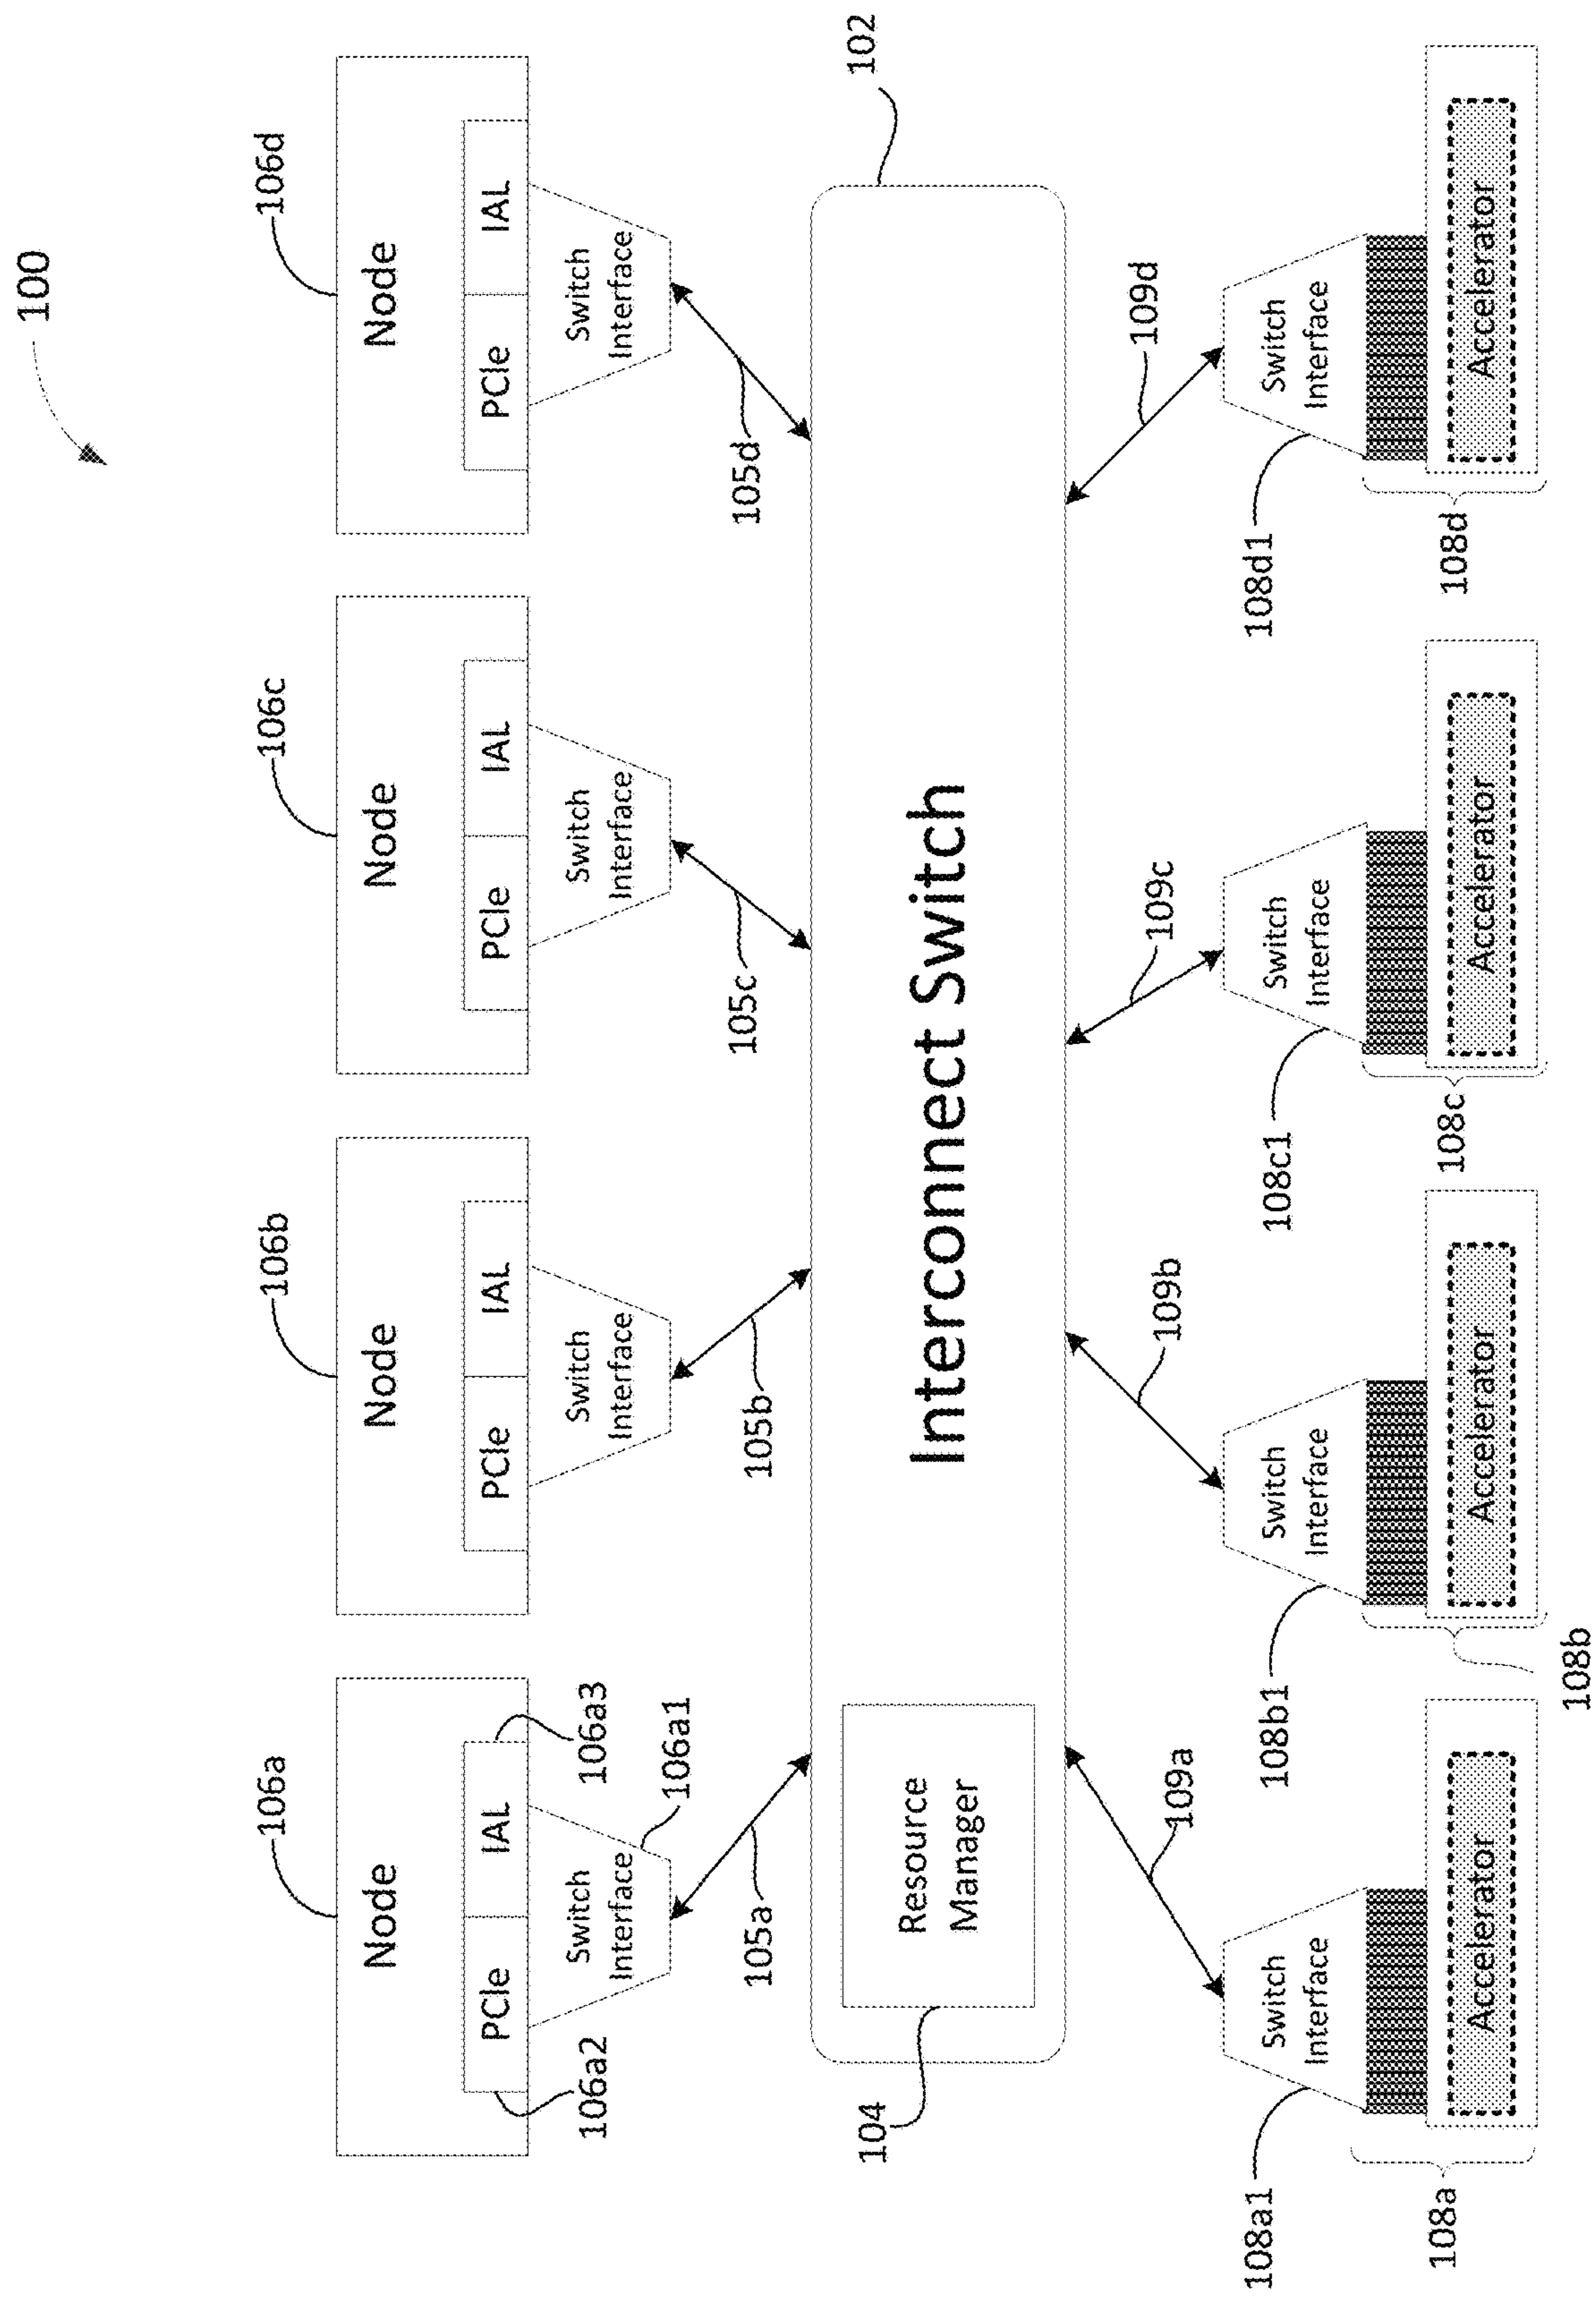 100
106a
106b
106c
106d
Node
Node
Node
Node
PCIe
IAL
PCIe
IAL
PCIe
IAL
PCIe
IAL
106a2
106a3
Switch
Interface
Switch
Interface
Switch
Interface
Switch
Interface
106a1
105a
105b
105c
105d
102
104
Resource
Manager
Interconnect Switch
109a
109b
109c
109d
108a1
Switch
Interface
108b1
Switch
Interface
108c1
Switch
Interface
108d1
Switch
Interface
108a
Accelerator
108b
Accelerator
108c
Accelerator
108d
Accelerator